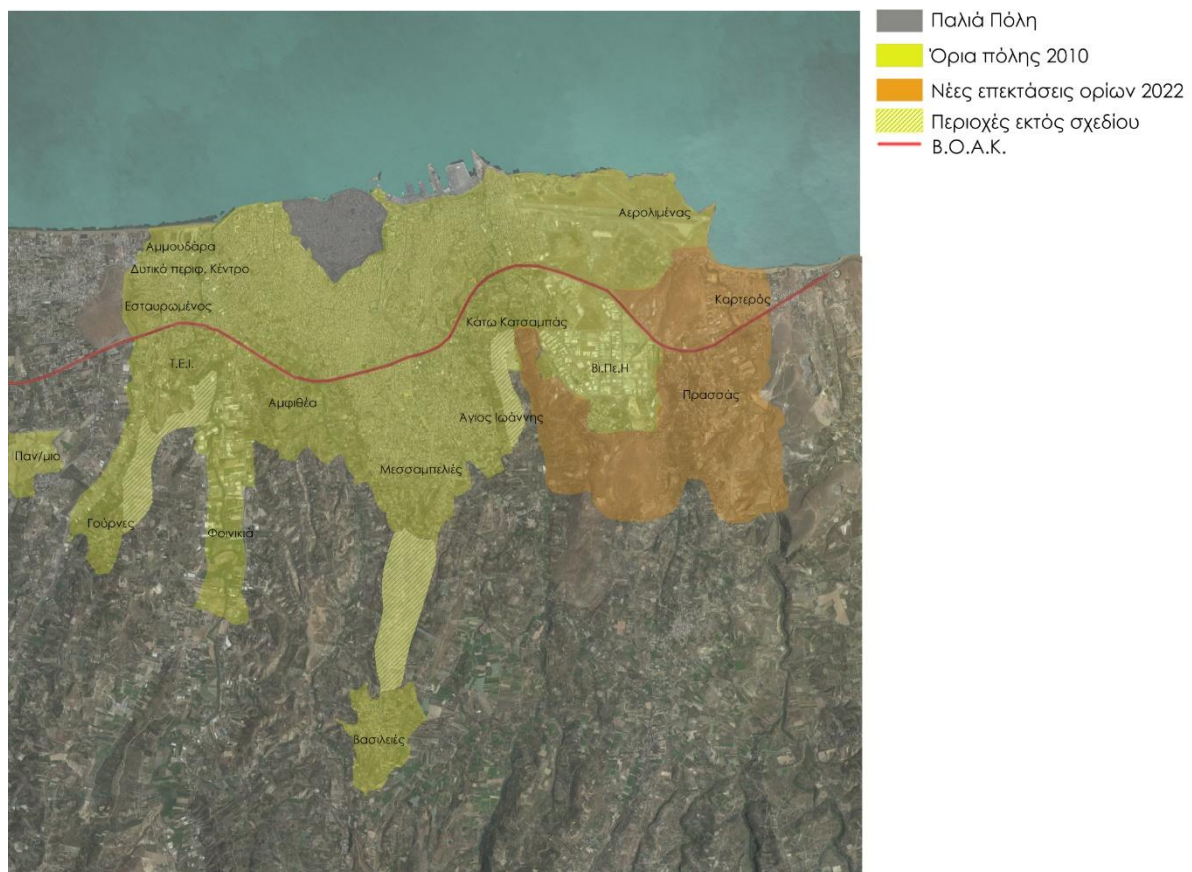 Παλιά Πόλη
Όρια πόλης 2010
Νέες επεκτάσεις ορίων 2022
Περιοχές εκτός σχεδίου
Β.Ο.Α.Κ.
Αερολιμένας
Αμμουδάρα
Δυτικό περιφ. Κέντρο
Εσταυρωμένος
Καρτερός
Κάτω Κατσαμπάς
Τ.Ε.Ι.
Βι.Πε.Η
Αμφιθέα
Πρασσάς
Άγιος Ιωάννης
Παν/μιο
Μεσσαμπελιές
Γούρνες
Φοινικιά
Βασιλειές